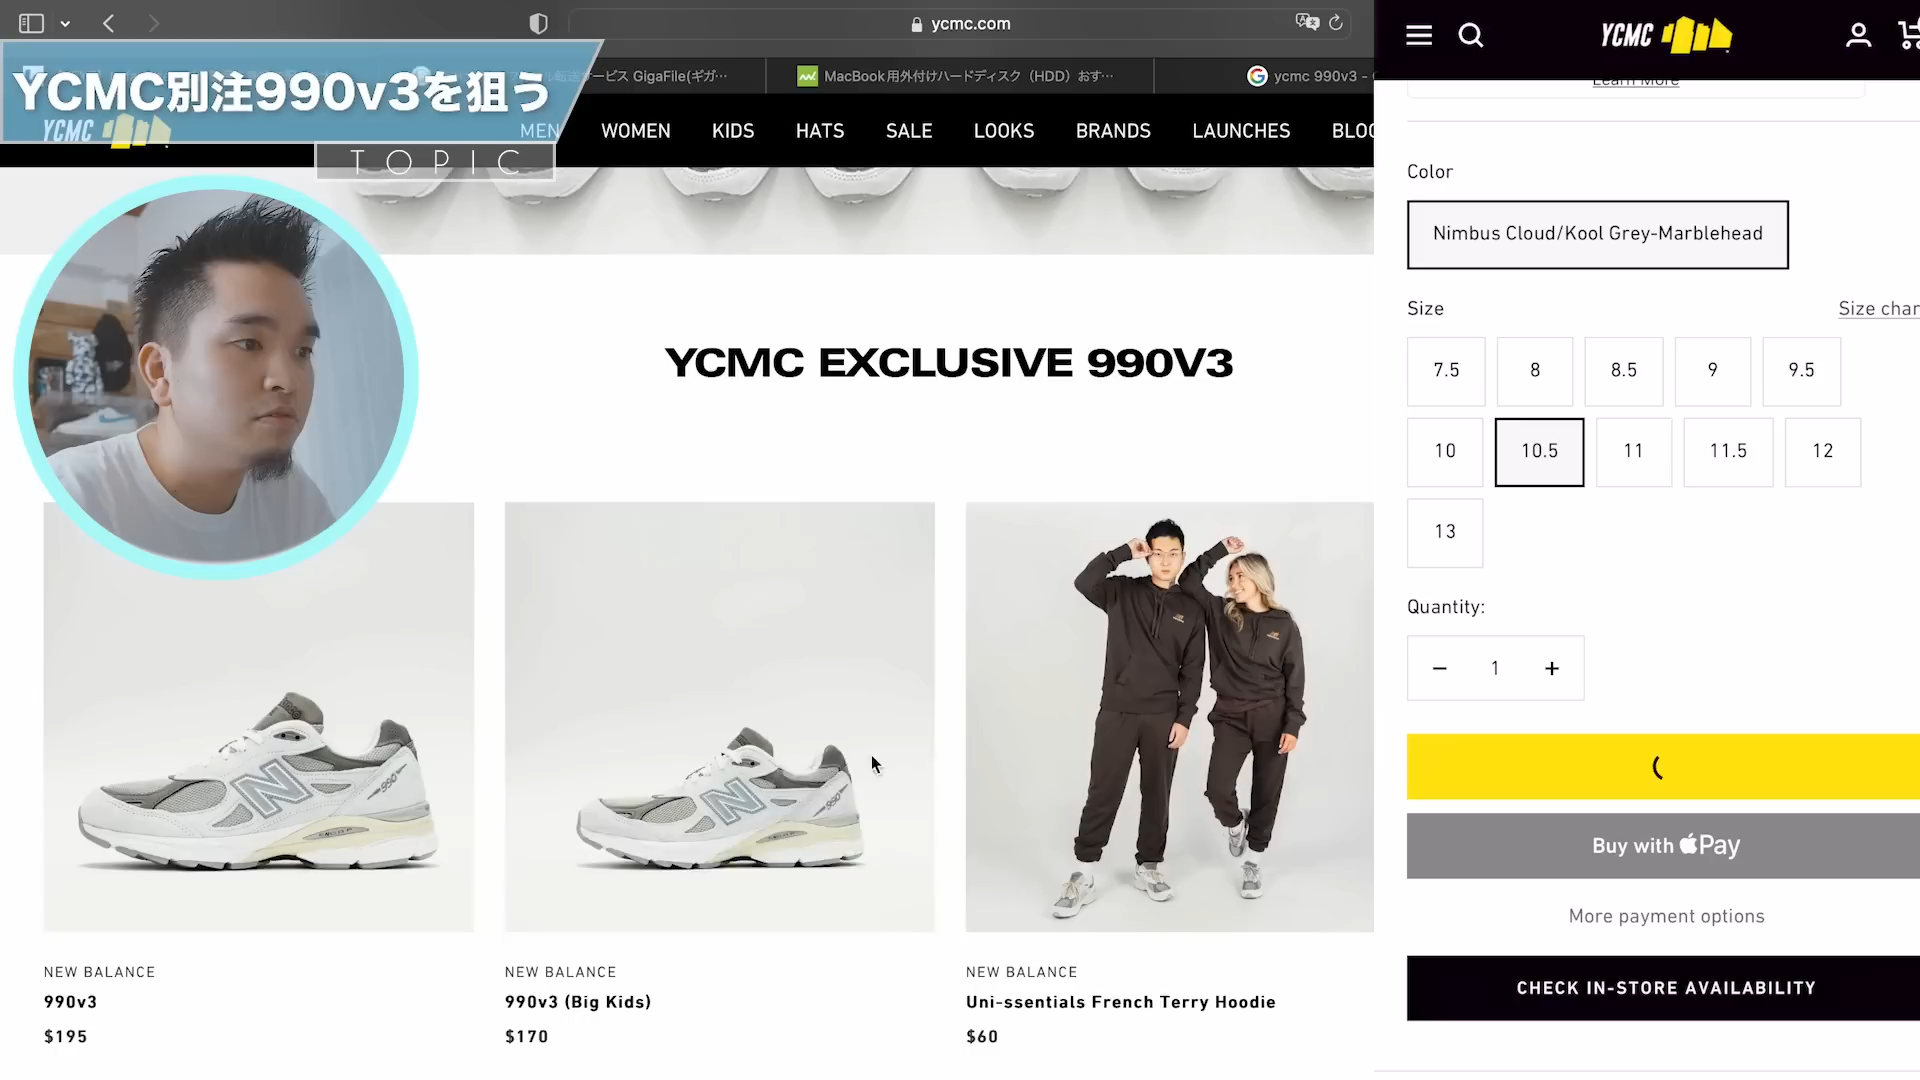 ycmc.com
ービス GigaFile(ギガ…
MacBook用外付けハードディスク（HDD）おす…
ycmc 990v3 -
YCMC別注990v3を狙う
TOPIC
YCMC
MEN
WOMEN
KIDS
HATS
SALE
LOOKS
BRANDS
LAUNCHES
BLOG
YCMC EXCLUSIVE 990V3
NEW BALANCE
990v3
$195
NEW BALANCE
990v3 (Big Kids)
$170
NEW BALANCE
Uni-ssentials French Terry Hoodie
$60
YCMC
Learn More
Color
Nimbus Cloud/Kool Grey-Marblehead
Size
Size char
7.5
8
8.5
9
9.5
10
10.5
11
11.5
12
13
Quantity:
1
Buy with Pay
More payment options
CHECK IN-STORE AVAILABILITY